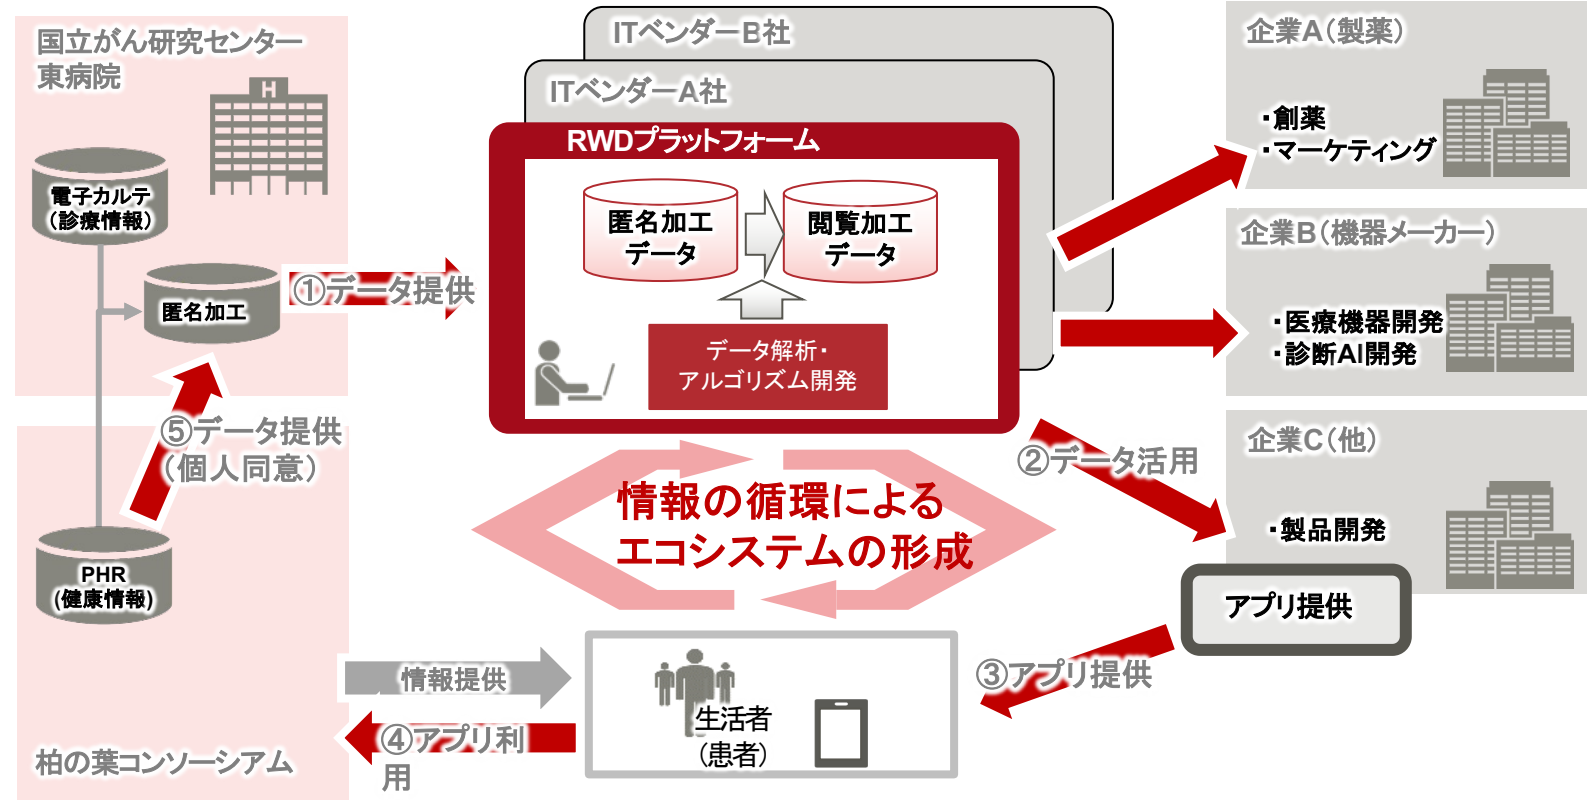 国立がん研究センター
東病院
電子カルテ
（診療情報）
匿名加工
①データ提供
⑤データ提供
（個人同意）
PHR
(健康情報)
柏の葉コンソーシアム
ITベンダーB社
ITベンダーA社
RWDプラットフォーム
匿名加工
データ
閲覧加工
データ
データ解析・
アルゴリズム開発
情報の循環による
エコシステムの形成
企業A（製薬）
・創薬
・マーケティング
企業B（機器メーカー）
・医療機器開発
・診断AI開発
②データ活用
企業C（他）
・製品開発
アプリ提供
③アプリ提供
情報提供
④アプリ利
用
生活者
（患者）